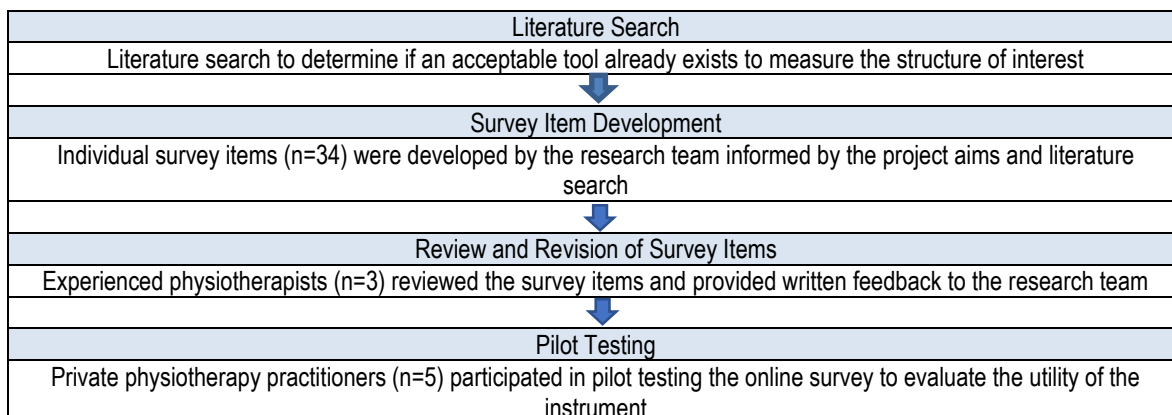 Literature Search
Literature search to determine if an acceptable tool already exists to measure the structure of interest
Survey Item Development
Individual survey items (n=34) were developed by the research team informed by the project aims and literature
search
Review and Revision of Survey Items
Experienced physiotherapists (n=3) reviewed the survey items and provided written feedback to the research team
Pilot Testing
Private physiotherapy practitioners (n=5) participated in pilot testing the online survey to evaluate the utility of the
instrument